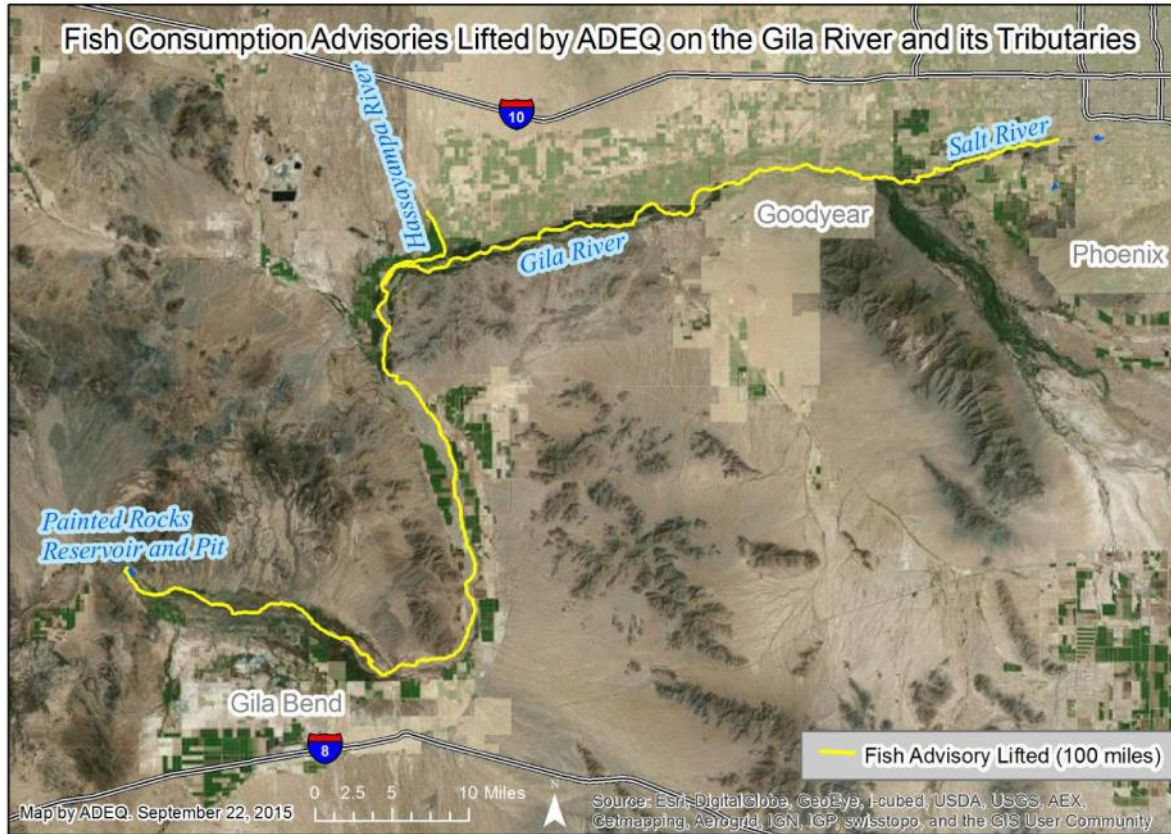 Fish Consumption Advisories Lifted by ADEQ on the Gila River and its Tributaries
10
Hassayampa River
Salt River
Gila River
Goodyear
Phoenix
Painted Rocks
Reservoir and Pit
Gila Bend
8
Fish Advisory Lifted (100 miles)
Map by ADEQ. September 22, 2015
0 2.5 5 10 Miles
N
Source: Esri, DigitalGlobe, GeoEye, i-cubed, USDA, USGS, AEX,
Getmapping, Aerogrid, IGN, IGP, swisstopo, and the GIS User Community